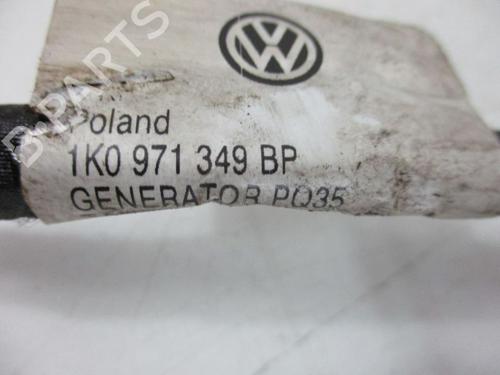 B-PARTS
Poland
1K0 971 349 BP
GENERATOR PQ35